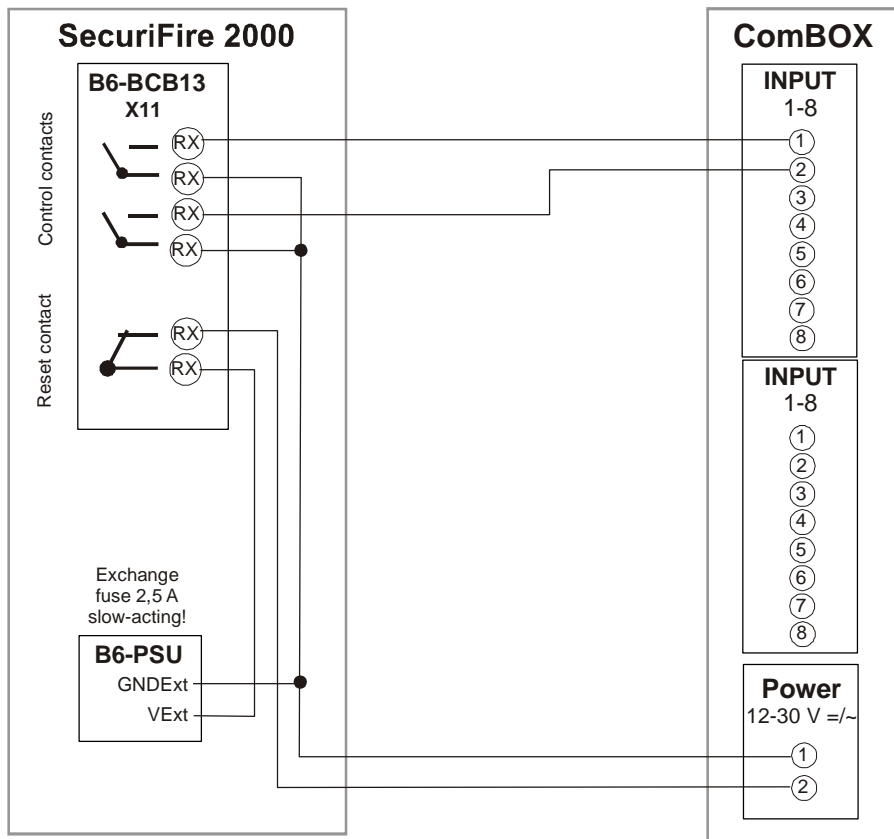 SecuriFire 2000
B6-BCB13
X11
Control contacts
RX
RX
RX
RX
Reset contact
RX
RX
Exchange
fuse 2,5 A
slow-acting!
B6-PSU
GNDExt
VExt
ComBOX
INPUT
1-8
1
2
3
4
5
6
7
8
INPUT
1-8
1
2
3
4
5
6
7
8
Power
12-30 V =/~
1
2